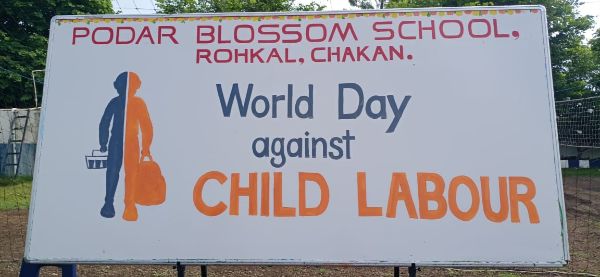 PODAR BLOSSOM SCHOOL,
ROHKAL, CHAKAN.
World Day
against
CHILD LABOUR